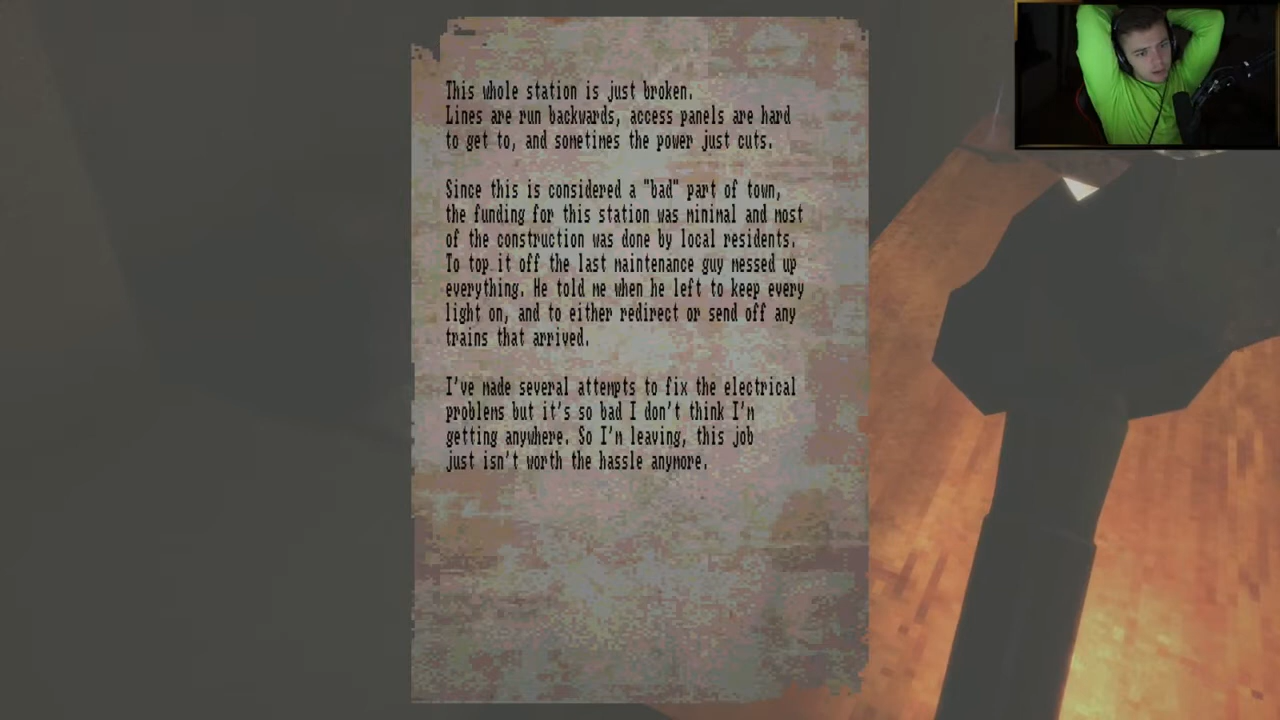 This whole station is just broken.
Lines are run backwards, access panels are hard
to get to, and sometimes the power just cuts.
Since this is considered a "bad" part of town,
the funding for this station was minimal and most
of the construction was done by local residents.
To top it off the last maintenance guy messed up
everything. He told me when he left to keep every
light on, and to either redirect or send off any
trains that arrived.
I've made several attempts to fix the electrical
problems but it's so bad I don't think I'm
getting anywhere. So I'm leaving, this job
just isn't worth the hassle anymore.